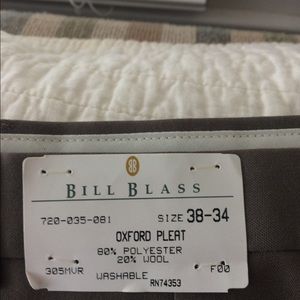 BB
BILL BLASS
720-035-081 SIZE 38-34
OXFORD PLEAT
80% POLYESTER
20% WOOL
305MVR WASHABLE F00
RN74353